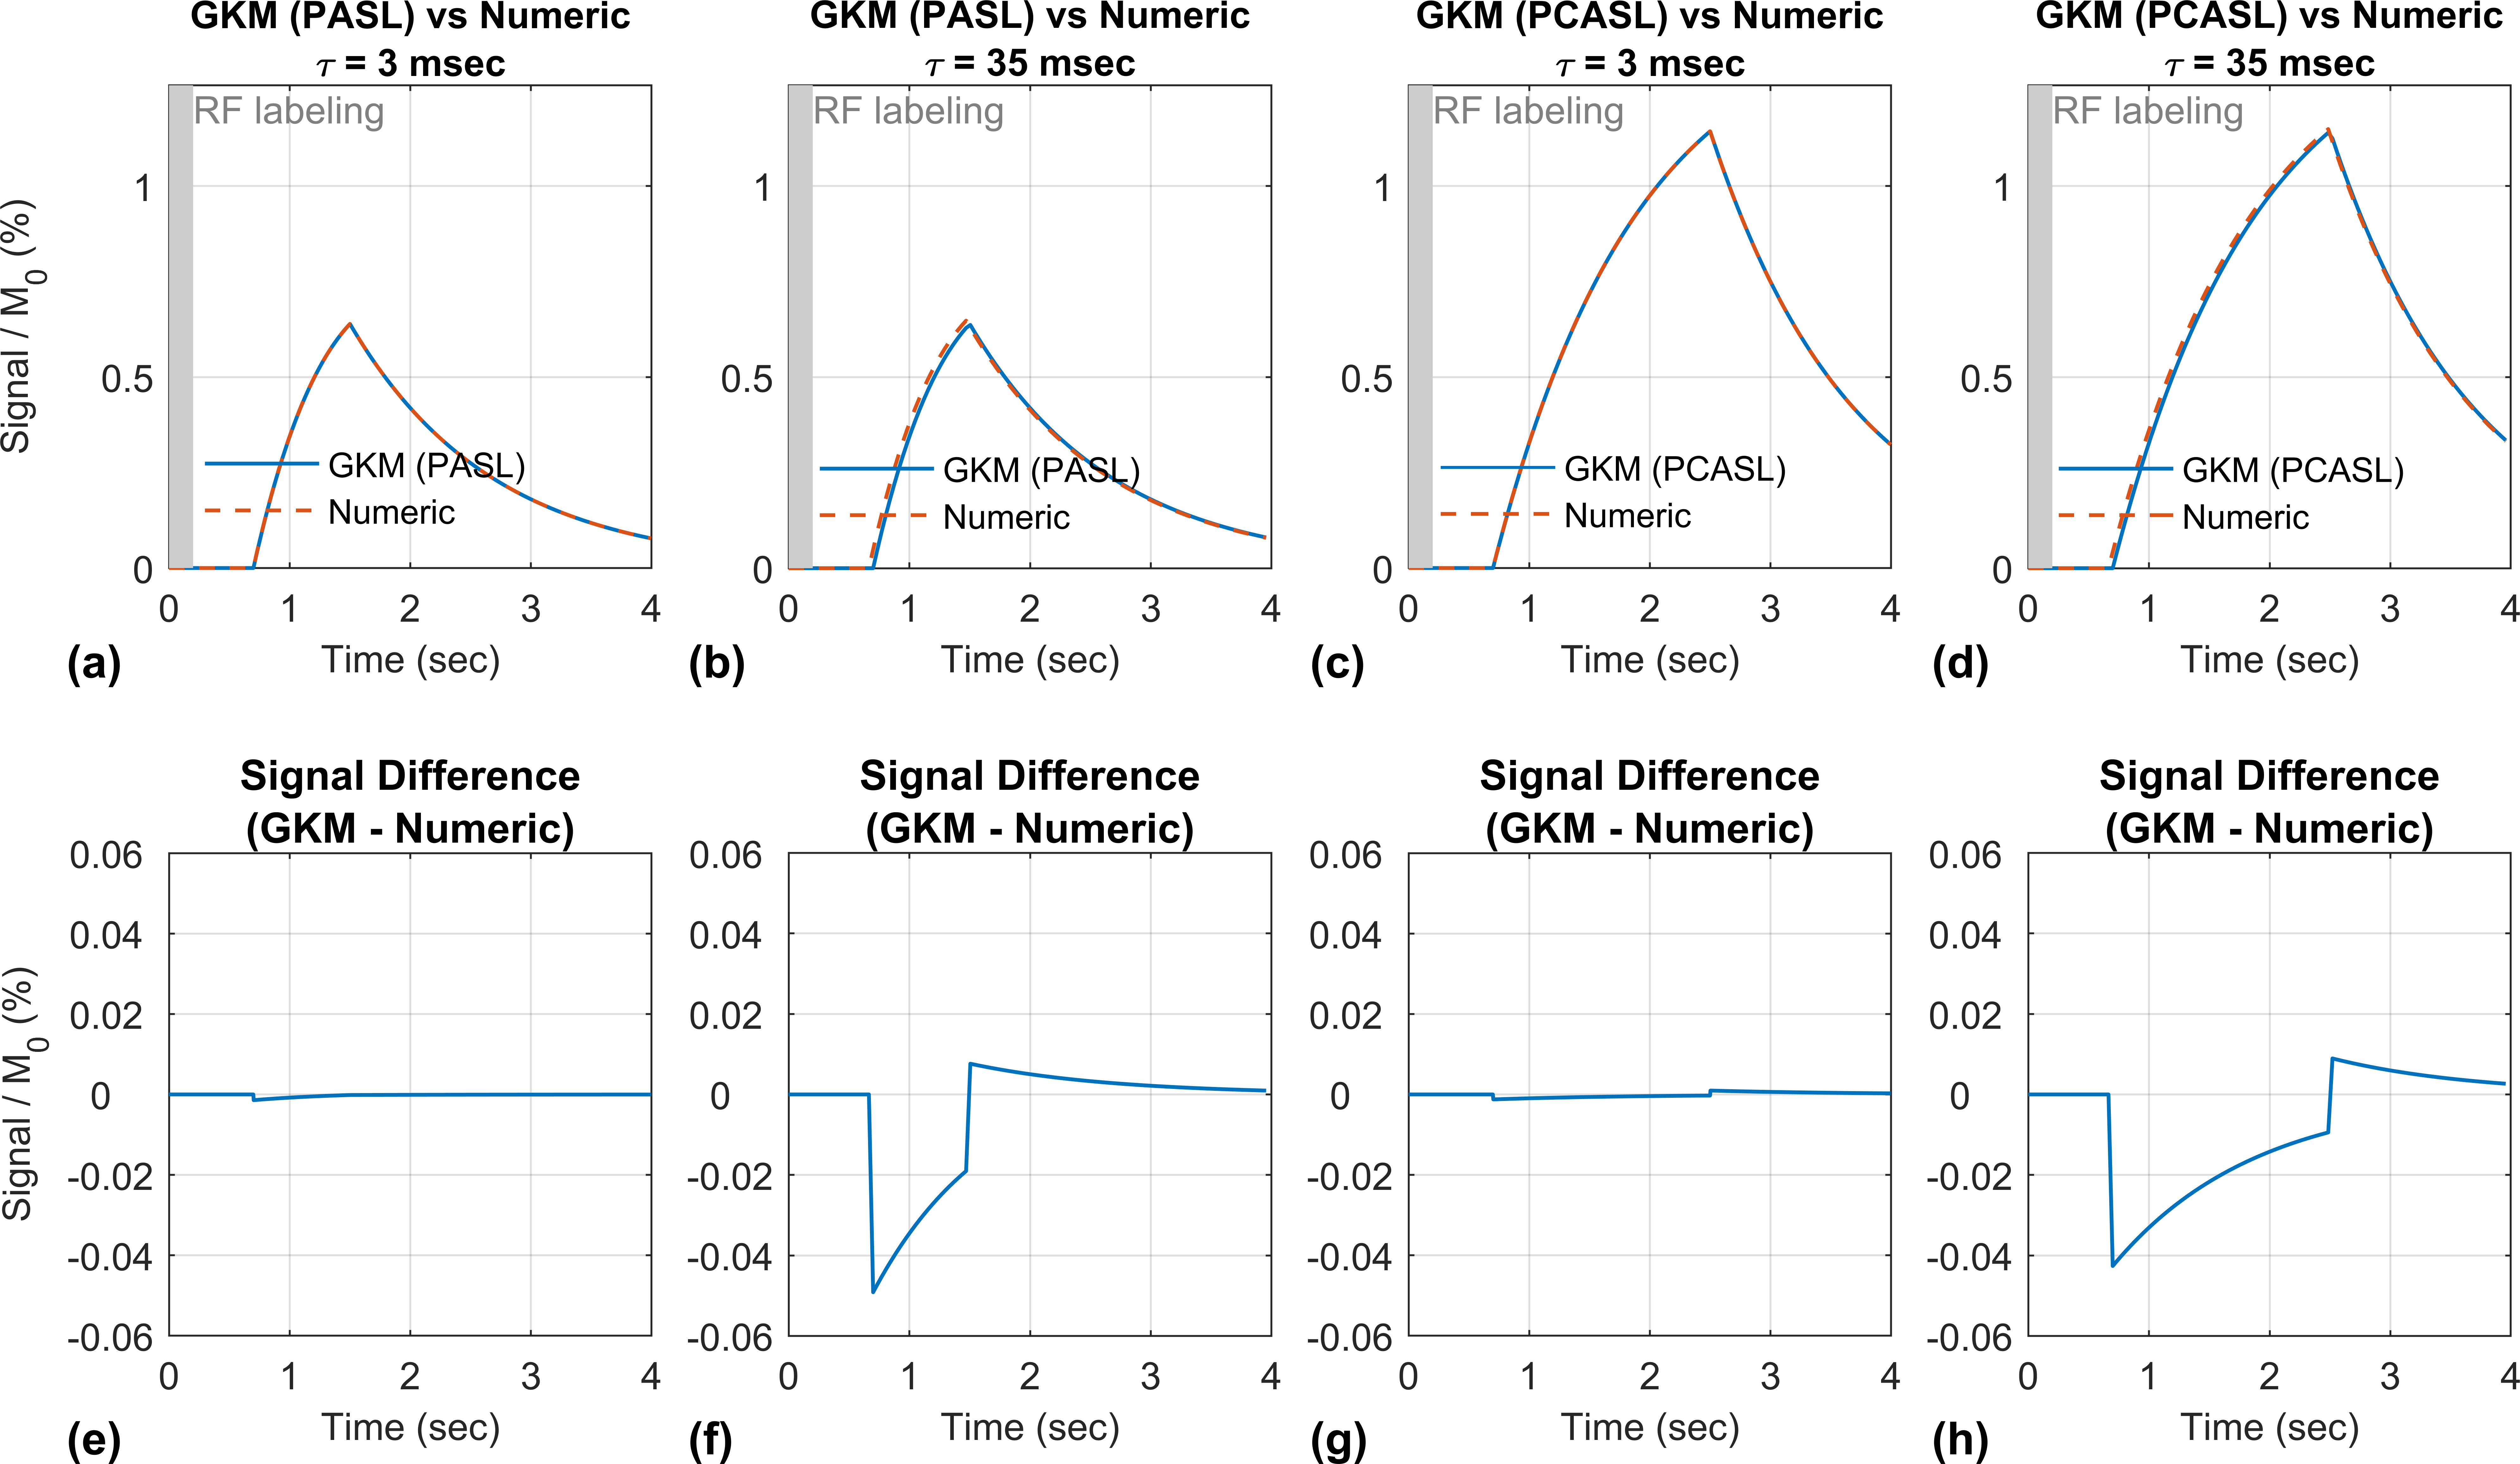 GKM (PASL) vs Numeric
τ = 3 msec
RF labeling
1
0.5
0
Signal / M0 (%)
GKM (PASL)
Numeric
0 1 2 3 4
Time (sec)
(a)
GKM (PASL) vs Numeric
τ = 35 msec
RF labeling
1
0.5
0
GKM (PASL)
Numeric
0 1 2 3 4
Time (sec)
(b)
GKM (PCASL) vs Numeric
τ = 3 msec
RF labeling
1
0.5
0
GKM (PCASL)
Numeric
0 1 2 3 4
Time (sec)
(c)
GKM (PCASL) vs Numeric
τ = 35 msec
RF labeling
1
0.5
0
GKM (PCASL)
Numeric
0 1 2 3 4
Time (sec)
(d)
Signal Difference
(GKM - Numeric)
0.06
0.04
0.02
0
-0.02
-0.04
-0.06
Signal / M0 (%)
0 1 2 3 4
Time (sec)
(e)
Signal Difference
(GKM - Numeric)
0.06
0.04
0.02
0
-0.02
-0.04
-0.06
0 1 2 3 4
Time (sec)
(f)
Signal Difference
(GKM - Numeric)
0.06
0.04
0.02
0
-0.02
-0.04
-0.06
0 1 2 3 4
Time (sec)
(g)
Signal Difference
(GKM - Numeric)
0.06
0.04
0.02
0
-0.02
-0.04
-0.06
0 1 2 3 4
Time (sec)
(h)